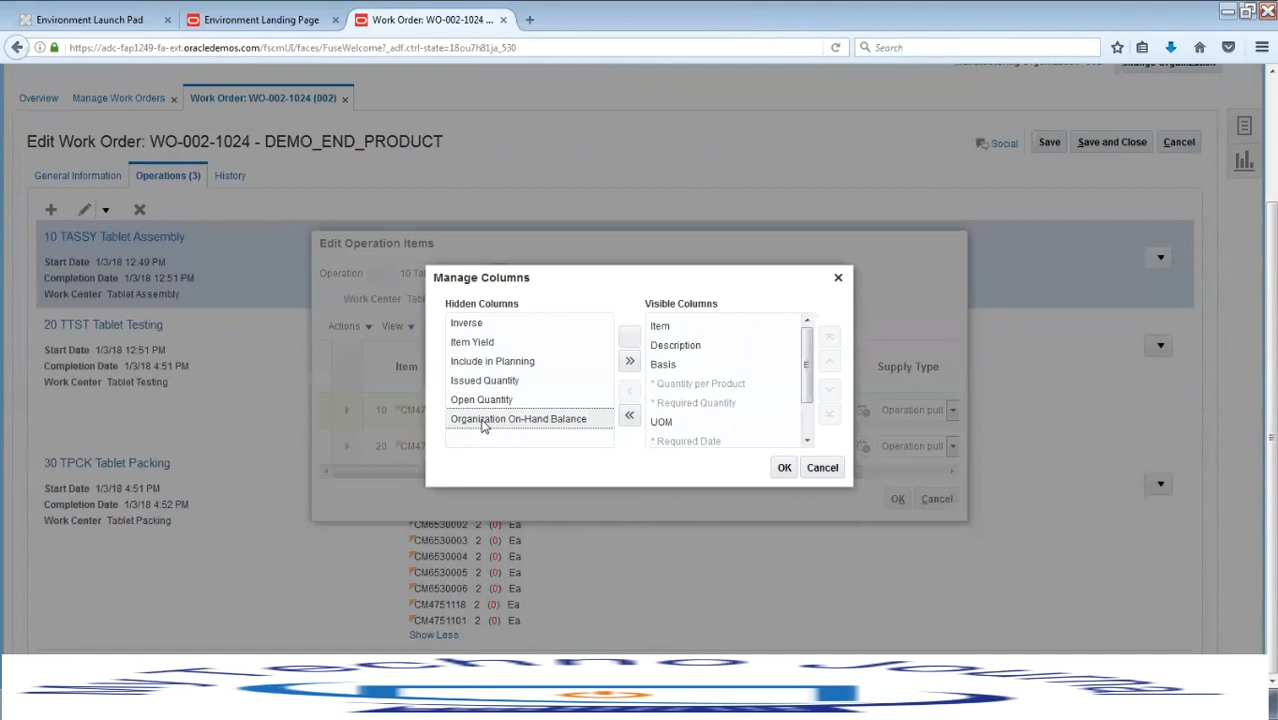 Environment Launch Pad
Environment Landing Page
Work Order: WO-002-1024 ...
https://adc-fap1249-fa-ext.oracledemos.com/fscmUI/faces/FuseWelcome?_adf.ctrl-state=18ou7h81ja_530
Search
Overview
Manage Work Orders
Work Order: WO-002-1024 (002)
Edit Work Order: WO-002-1024 - DEMO_END_PRODUCT
Social
Save
Save and Close
Cancel
General Information
Operations (3)
History
10 TASSY Tablet Assembly
Start Date 1/3/18 12:49 PM
Completion Date 1/3/18 12:51 PM
Work Center Tablet Assembly
20 TTST Tablet Testing
Start Date 1/3/18 12:51 PM
Completion Date 1/3/18 4:51 PM
Work Center Tablet Testing
30 TPCK Tablet Packing
Start Date 1/3/18 4:51 PM
Completion Date 1/3/18 4:52 PM
Work Center Tablet Packing
Edit Operation Items
Operation 10 Tab
Work Center Tabl
Actions
View
Item
Supply Type
10 *CM47
Operation pull
20 *CM47
Operation pull
OK
Cancel
Manage Columns
Hidden Columns
Inverse
Item Yield
Include in Planning
Issued Quantity
Open Quantity
Organization On-Hand Balance
Visible Columns
Item
Description
Basis
* Quantity per Product
* Required Quantity
UOM
* Required Date
OK
Cancel
CM6530002 2 (0) Ea
CM6530003 2 (0) Ea
CM6530004 2 (0) Ea
CM6530005 2 (0) Ea
CM6530006 2 (0) Ea
CM4751118 2 (0) Ea
CM4751101 2 (0) Ea
Show Less